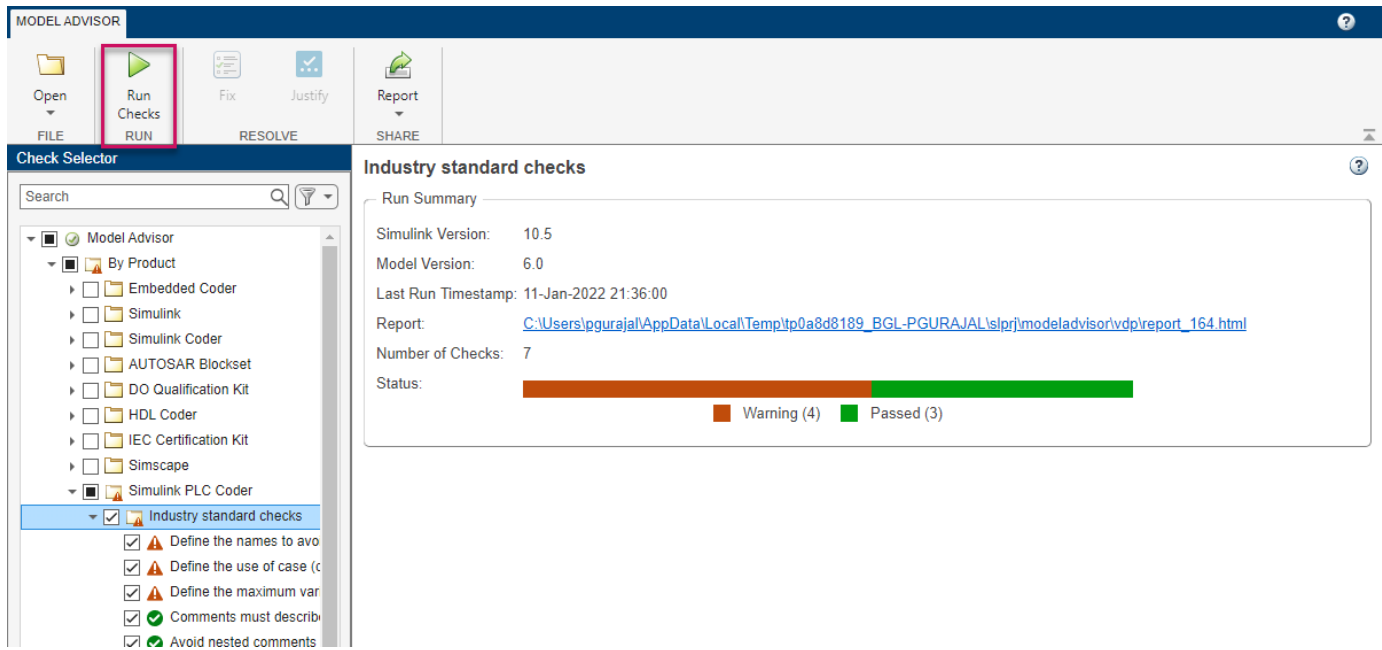 MODEL ADVISOR
?
Open
Run
Checks
Fix
Justify
Report
FILE
RUN
RESOLVE
SHARE
Check Selector
Search
Model Advisor
By Product
Embedded Coder
Simulink
Simulink Coder
AUTOSAR Blockset
DO Qualification Kit
HDL Coder
IEC Certification Kit
Simscape
Simulink PLC Coder
Industry standard checks
Define the names to avo
Define the use of case (c
Define the maximum var
Comments must describ
Avoid nested comments
Industry standard checks
?
Run Summary
Simulink Version: 10.5
Model Version: 6.0
Last Run Timestamp: 11-Jan-2022 21:36:00
Report: C:\Users\pgurajal\AppData\Local\Temp\tp0a8d8189_BGL-PGURAJAL\slprj\modeladvisor\vdp\report_164.html
Number of Checks: 7
Status:
Warning (4) Passed (3)